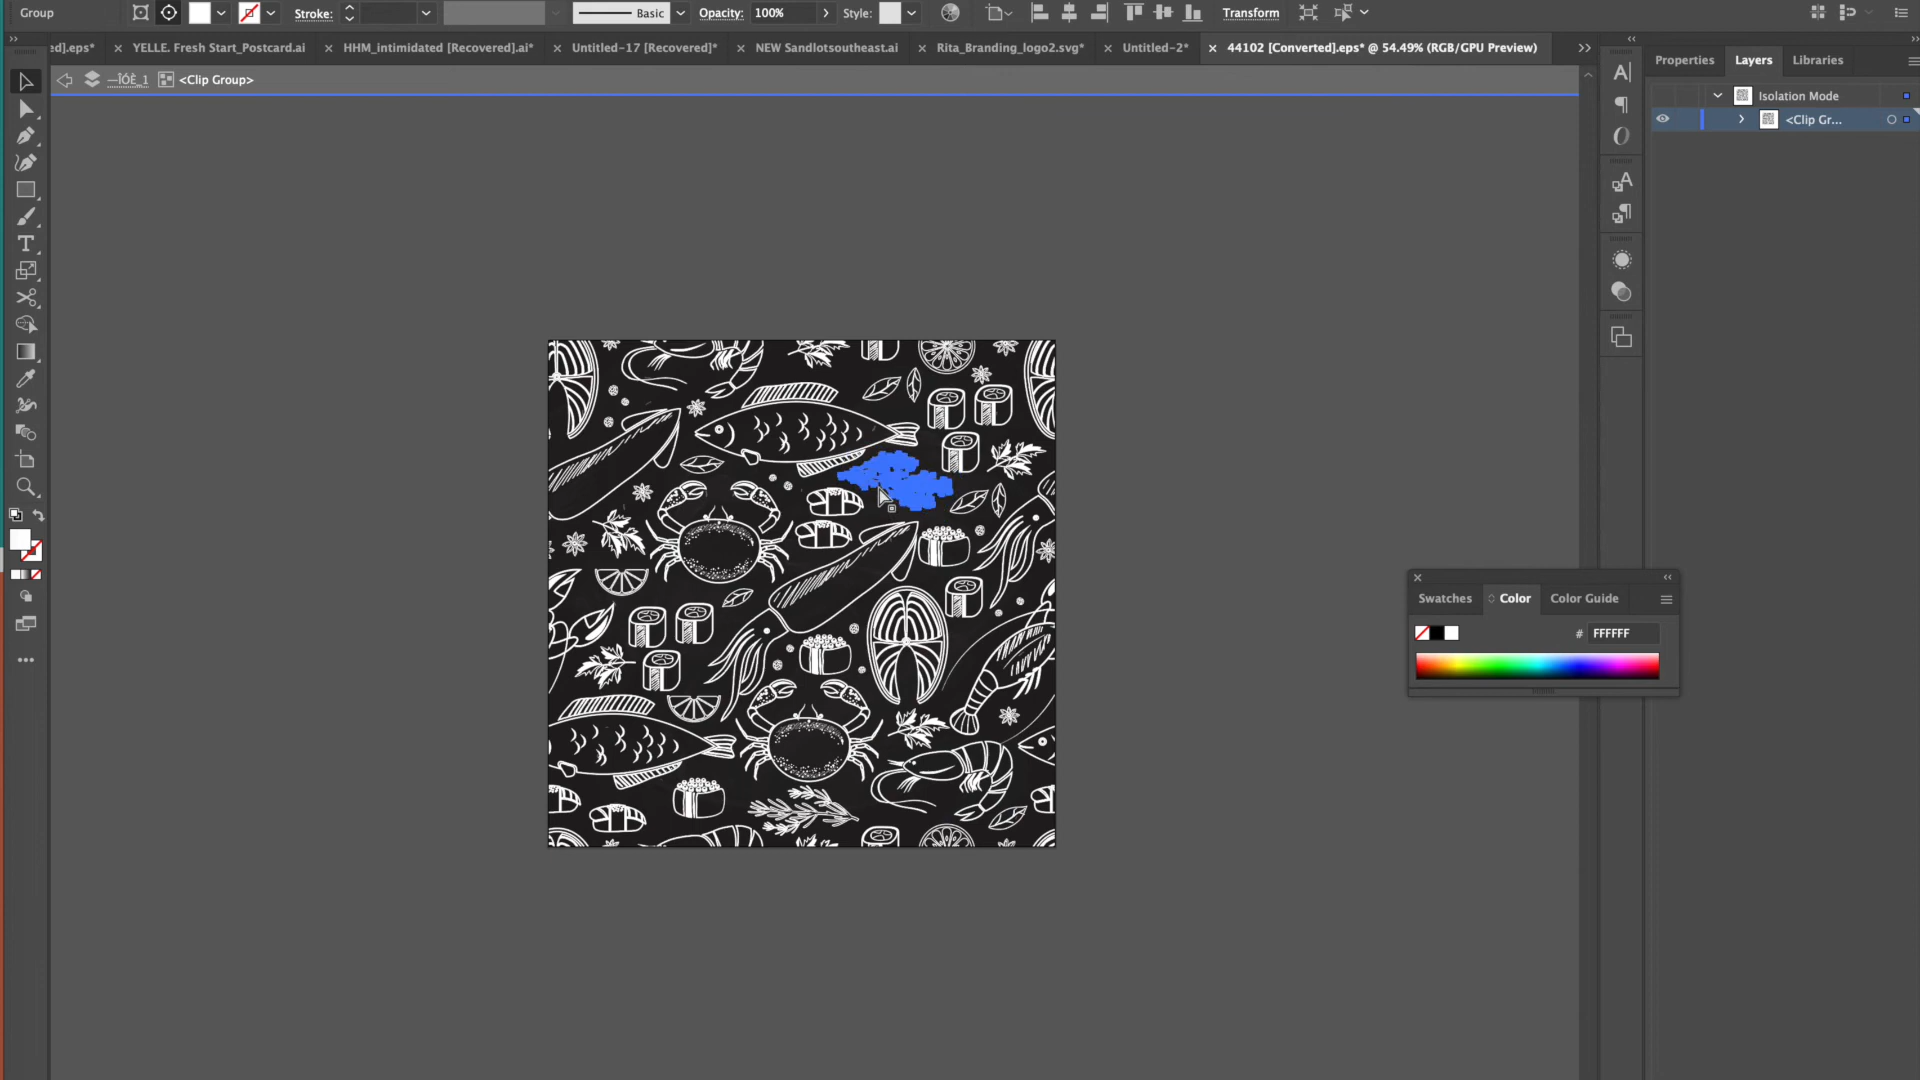 Group
Stroke:
Basic
Opacity: 100%
Style:
Transform
ed].eps*
YELLE. Fresh Start_Postcard.ai
HHM_intimidated [Recovered].ai*
Untitled-17 [Recovered]*
NEW Sandlotsoutheast.ai
Rita_Branding_logo2.svg*
Untitled-2*
44102 [Converted].eps* @ 54.49% (RGB/GPU Preview)
—ÎÓÈ_1
<Clip Group>
Properties
Layers
Libraries
Isolation Mode
<Clip Gr...
Swatches
Color
Color Guide
# FFFFFF